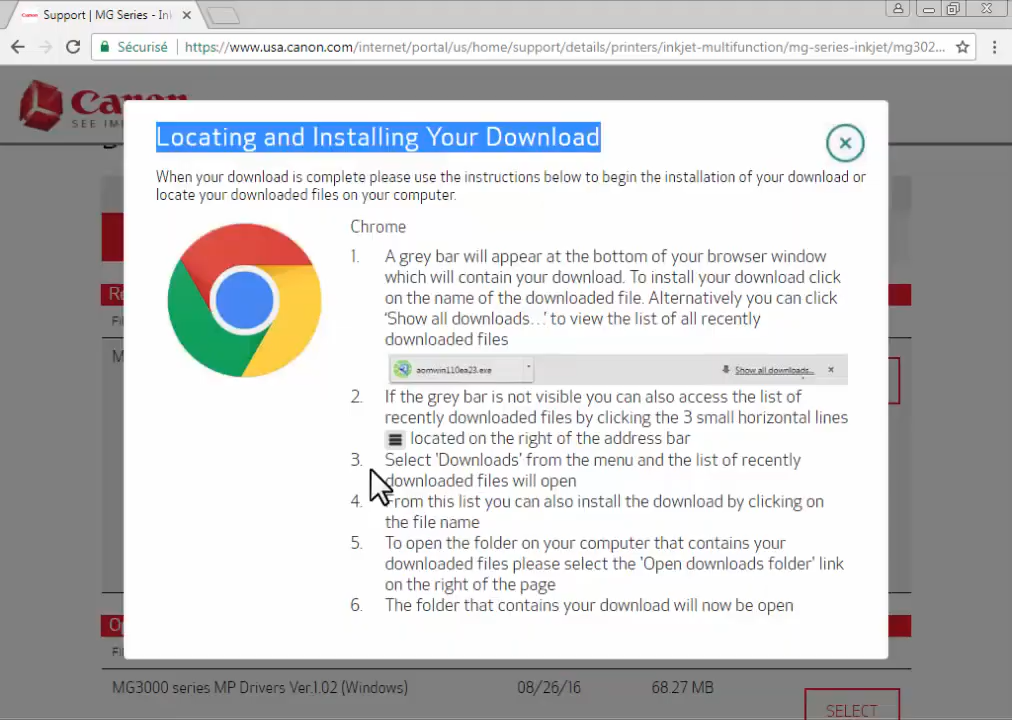 Support | MG Series - Ink
Sécurisé
https://www.usa.canon.com/internet/portal/us/home/support/details/printers/inkjet-multifunction/mg-series-inkjet/mg302...
Canon
SEE IM
Locating and Installing Your Download
When your download is complete please use the instructions below to begin the installation of your download or
locate your downloaded files on your computer.
Chrome
1. A grey bar will appear at the bottom of your browser window
which will contain your download. To install your download click
on the name of the downloaded file. Alternatively you can click
'Show all downloads...' to view the list of all recently
downloaded files
aomwin110ea23.exe
Show all downloads...
2. If the grey bar is not visible you can also access the list of
recently downloaded files by clicking the 3 small horizontal lines
located on the right of the address bar
3. Select 'Downloads' from the menu and the list of recently
downloaded files will open
4. From this list you can also install the download by clicking on
the file name
5. To open the folder on your computer that contains your
downloaded files please select the 'Open downloads folder' link
on the right of the page
6. The folder that contains your download will now be open
MG3000 series MP Drivers Ver.1.02 (Windows)
08/26/16
68.27 MB
SELECT